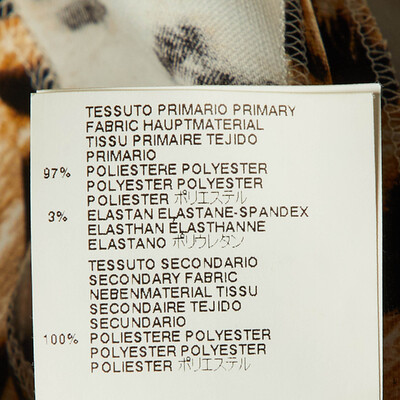 TESSUTO PRIMARIO PRIMARY
FABRIC HAUPTMATERIAL
TISSU PRIMAIRE TEJIDO
PRIMARIO
97% POLIESTERE POLYESTER
POLYESTER POLYESTER
POLIESTER ポリエステル
3% ELASTAN ELASTANE-SPANDEX
ELASTHAN ÉLASTHANNE
ELASTANO ポリウレタン
TESSUTO SECONDARIO
SECONDARY FABRIC
NEBENMATERIAL TISSU
SECONDAIRE TEJIDO
SECUNDARIO
100% POLIESTERE POLYESTER
POLYESTER POLYESTER
POLIESTER ポリエステル